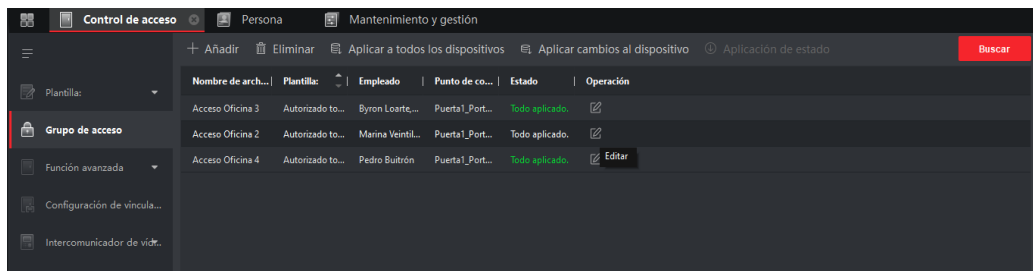 Control de acceso Persona Mantenimiento y gestión
Añadir Eliminar Aplicar a todos los dispositivos Aplicar cambios al dispositivo Aplicación de estado Buscar
Nombre de arch... Plantilla: Empleado Punto de co... Estado Operación
Plantilla:
Acceso Oficina 3 Autorizado to... Byron Loarte,... Puerta1_Port... Todo aplicado.
Grupo de acceso
Acceso Oficina 2 Autorizado to... Marina Veintil... Puerta1_Port... Todo aplicado.
Acceso Oficina 4 Autorizado to... Pedro Buitrón Puerta1_Port... Todo aplicado. Editar
Función avanzada
Configuración de vincula...
Intercomunicador de víd...